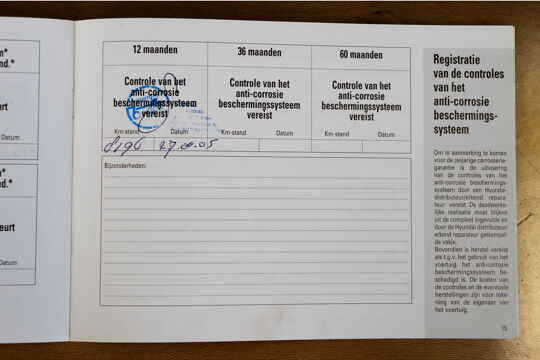 *
nd.*
urt
Datum
n*
d.*
eurt
Datum
12 maanden
36 maanden
60 maanden
Controle van het
anti-corrosie
beschermingssysteem
vereist
Controle van het
anti-corrosie
beschermingssysteem
vereist
Controle van het
anti-corrosie
beschermingssysteem
vereist
Km-stand Datum
Km-stand Datum
Km-stand Datum
Bijzonderheden:
Registratie
van de controles
van het
anti-corrosie
beschermings-
systeem
Om in aanmerking te komen
voor de zesjarige carrosserie-
garantie is de uitvoering
van de controles van het
anti-corrosie beschermings-
systeem door een Hyundai-
distributeur/erkend repara-
teur vereist. De daadwerke-
lijke realisatie moet blijken
uit de compleet ingevulde en
door de Hyundai distributeur/
erkend reparateur gestempel-
de vakje.
Bovendien is herstel vereist
als t.g.v. het gebruik van het
voertuig het anti-corrosie
beschermingssysteem be-
schadigd is. De kosten van
de controles en de eventuele
herstellingen zijn voor reke-
ning van de eigenaar van
het voertuig.
15